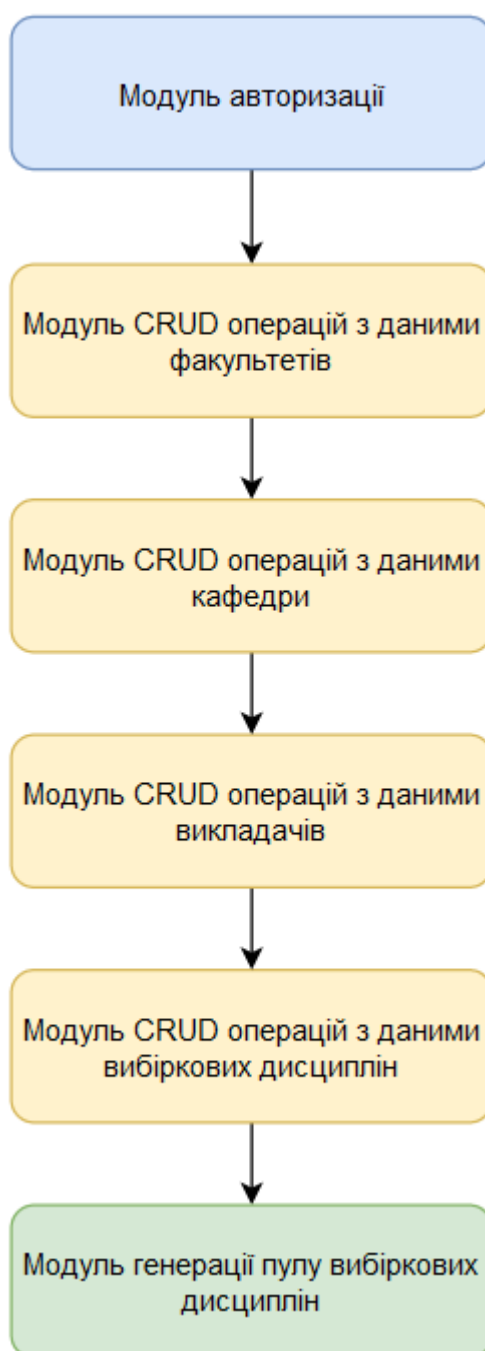 Модуль авторизації
Модуль CRUD операцій з даними
факультетів
Модуль CRUD операцій з даними
кафедри
Модуль CRUD операцій з даними
викладачів
Модуль CRUD операцій з даними
вибіркових дисциплін
Модуль генерації пулу вибіркових
дисциплін